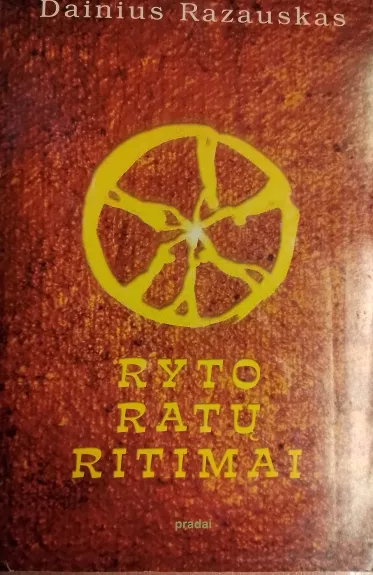 Dainius Razauskas
RYTO
RATŲ
RITIMAI
pradai